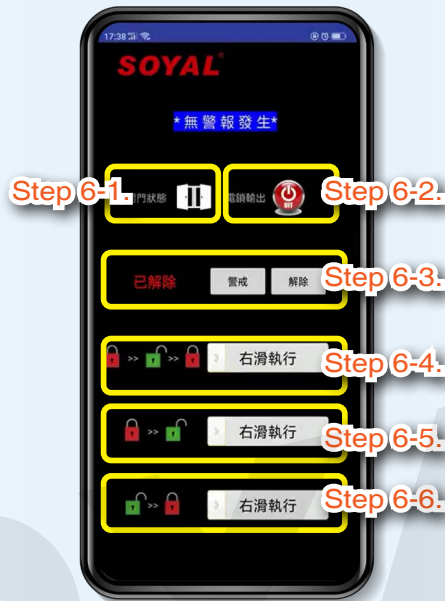 17:38
SOYAL®
*無警報發生*
Step 6-1.
門狀態
電鎖輸出
OFF
Step 6-2.
已解除
警戒
解除
Step 6-3.
>> >>
右滑執行
Step 6-4.
>>
右滑執行
Step 6-5.
>>
右滑執行
Step 6-6.